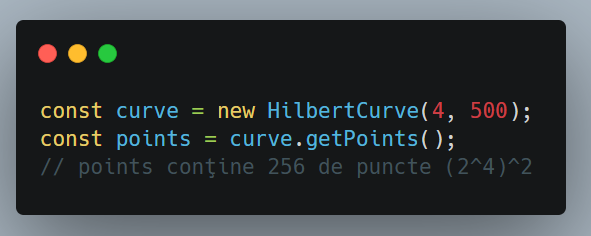 const curve = new HilbertCurve(4, 500);
const points = curve.getPoints();
// points conţine 256 de puncte (2^4)^2